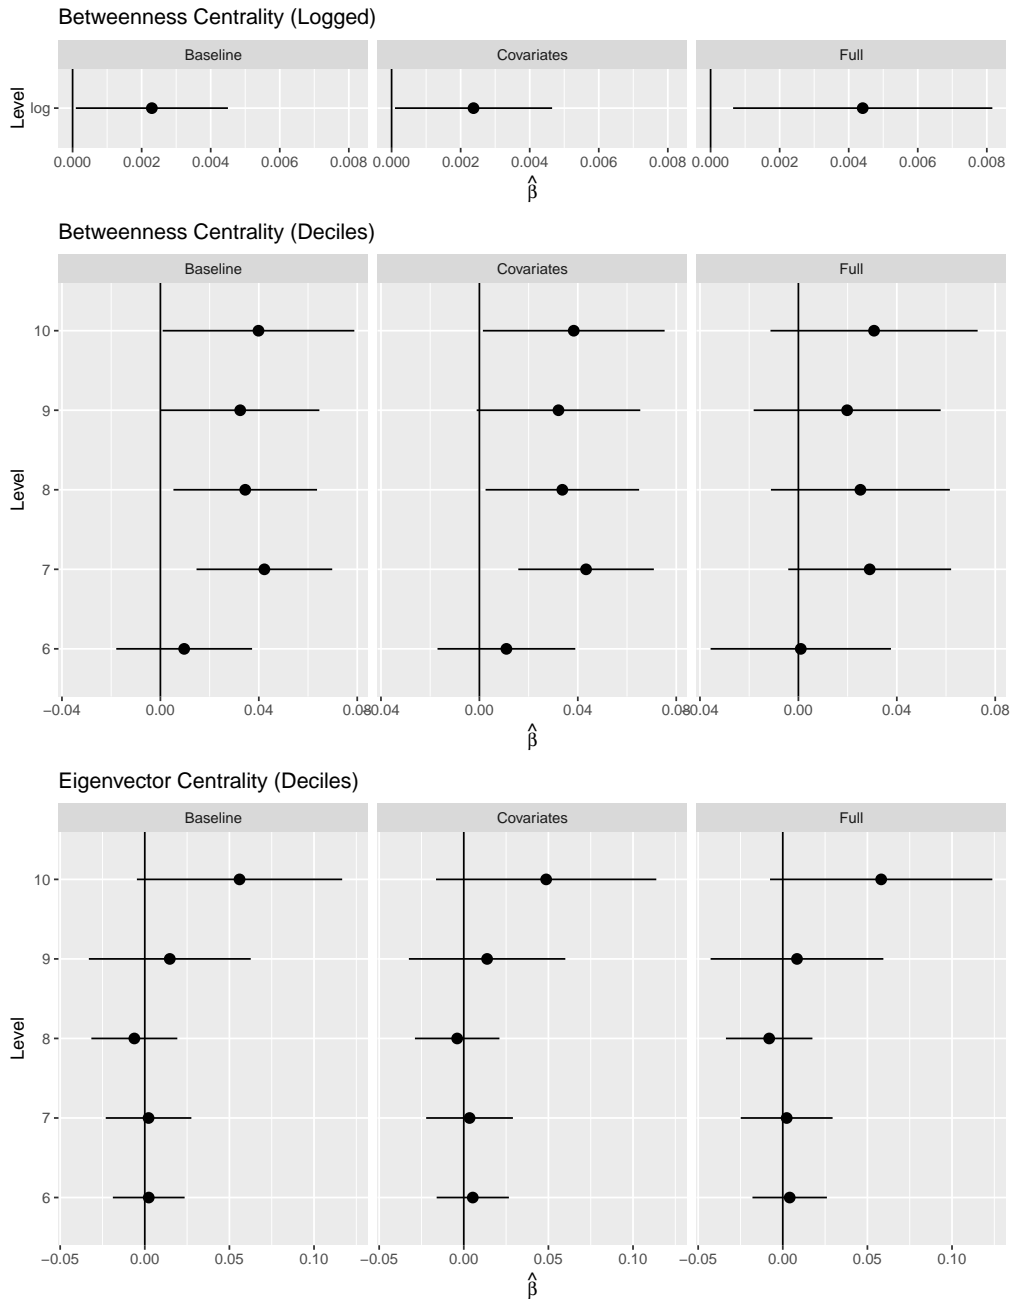 Betweenness Centrality (Logged)
Baseline Covariates Full
Level
log
0.000 0.002 0.004 0.006 0.008 0.000 0.002 0.004 0.006 0.008 0.000 0.002 0.004 0.006 0.008
β̂
Betweenness Centrality (Deciles)
Baseline Covariates Full
10
9
Level
8
7
6
−0.04 0.00 0.04 0.08 −0.04 0.00 0.04 0.08 −0.04 0.00 0.04 0.08
β̂
Eigenvector Centrality (Deciles)
Baseline Covariates Full
10
9
Level
8
7
6
−0.05 0.00 0.05 0.10 −0.05 0.00 0.05 0.10 −0.05 0.00 0.05 0.10
β̂